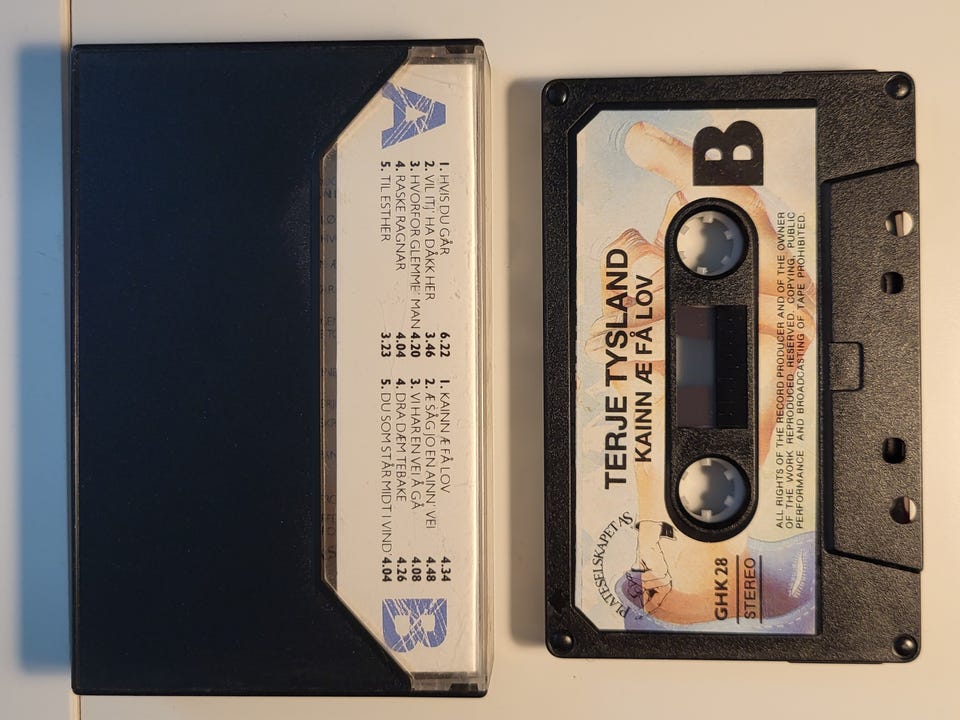 A
1. HVIS DU GÅR 6.22
2. VIL ITJ' HA DÅKK HER 3.46
3. HVORFOR GLEMME' MAN 4.20
4. RASKE RAGNAR 4.04
5. TIL ESTHER 3.23
1. KAINN Æ FÅ LOV 4.34
2. Æ SÅG JO EN AINN VEI 4.48
3. VI HAR EN VEI Å GÅ 4.08
4. DRA DÆM TEBAKE 4.26
5. DU SOM STÅR MIDT I VIND' 4.04
B
B
TERJE TYSLAND
KAINN Æ FÅ LOV
ALL RIGHTS OF THE RECORD PRODUCER AND OF THE OWNER
OF THE WORK REPRODUCED RESERVED. COPYING, PUBLIC
PERFORMANCE AND BROADCASTING OF TAPE PROHIBITED.
PLATESELSKAPET AS
GHK 28
STEREO